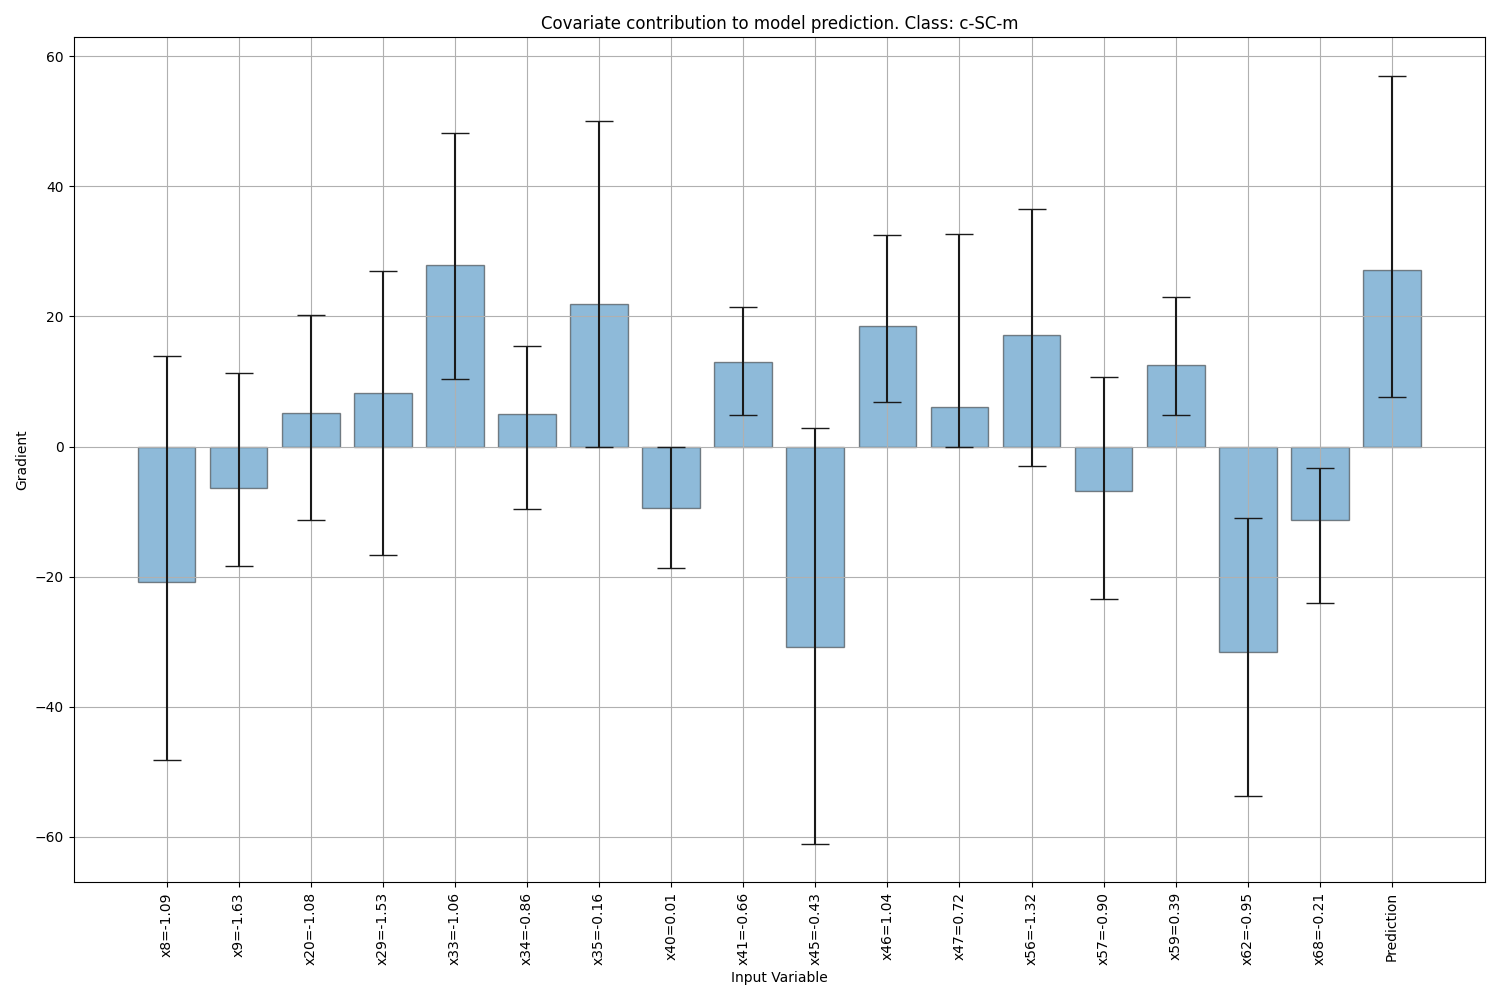 Covariate contribution to model prediction. Class: c-SC-m
60
40
20
0
−20
−40
−60
Gradient
x8=-1.09
x9=-1.63
x20=-1.08
x29=-1.53
x33=-1.06
x34=-0.86
x35=-0.16
x40=0.01
x41=-0.66
x45=-0.43
x46=1.04
x47=0.72
x56=-1.32
x57=-0.90
x59=0.39
x62=-0.95
x68=-0.21
Prediction
Input Variable